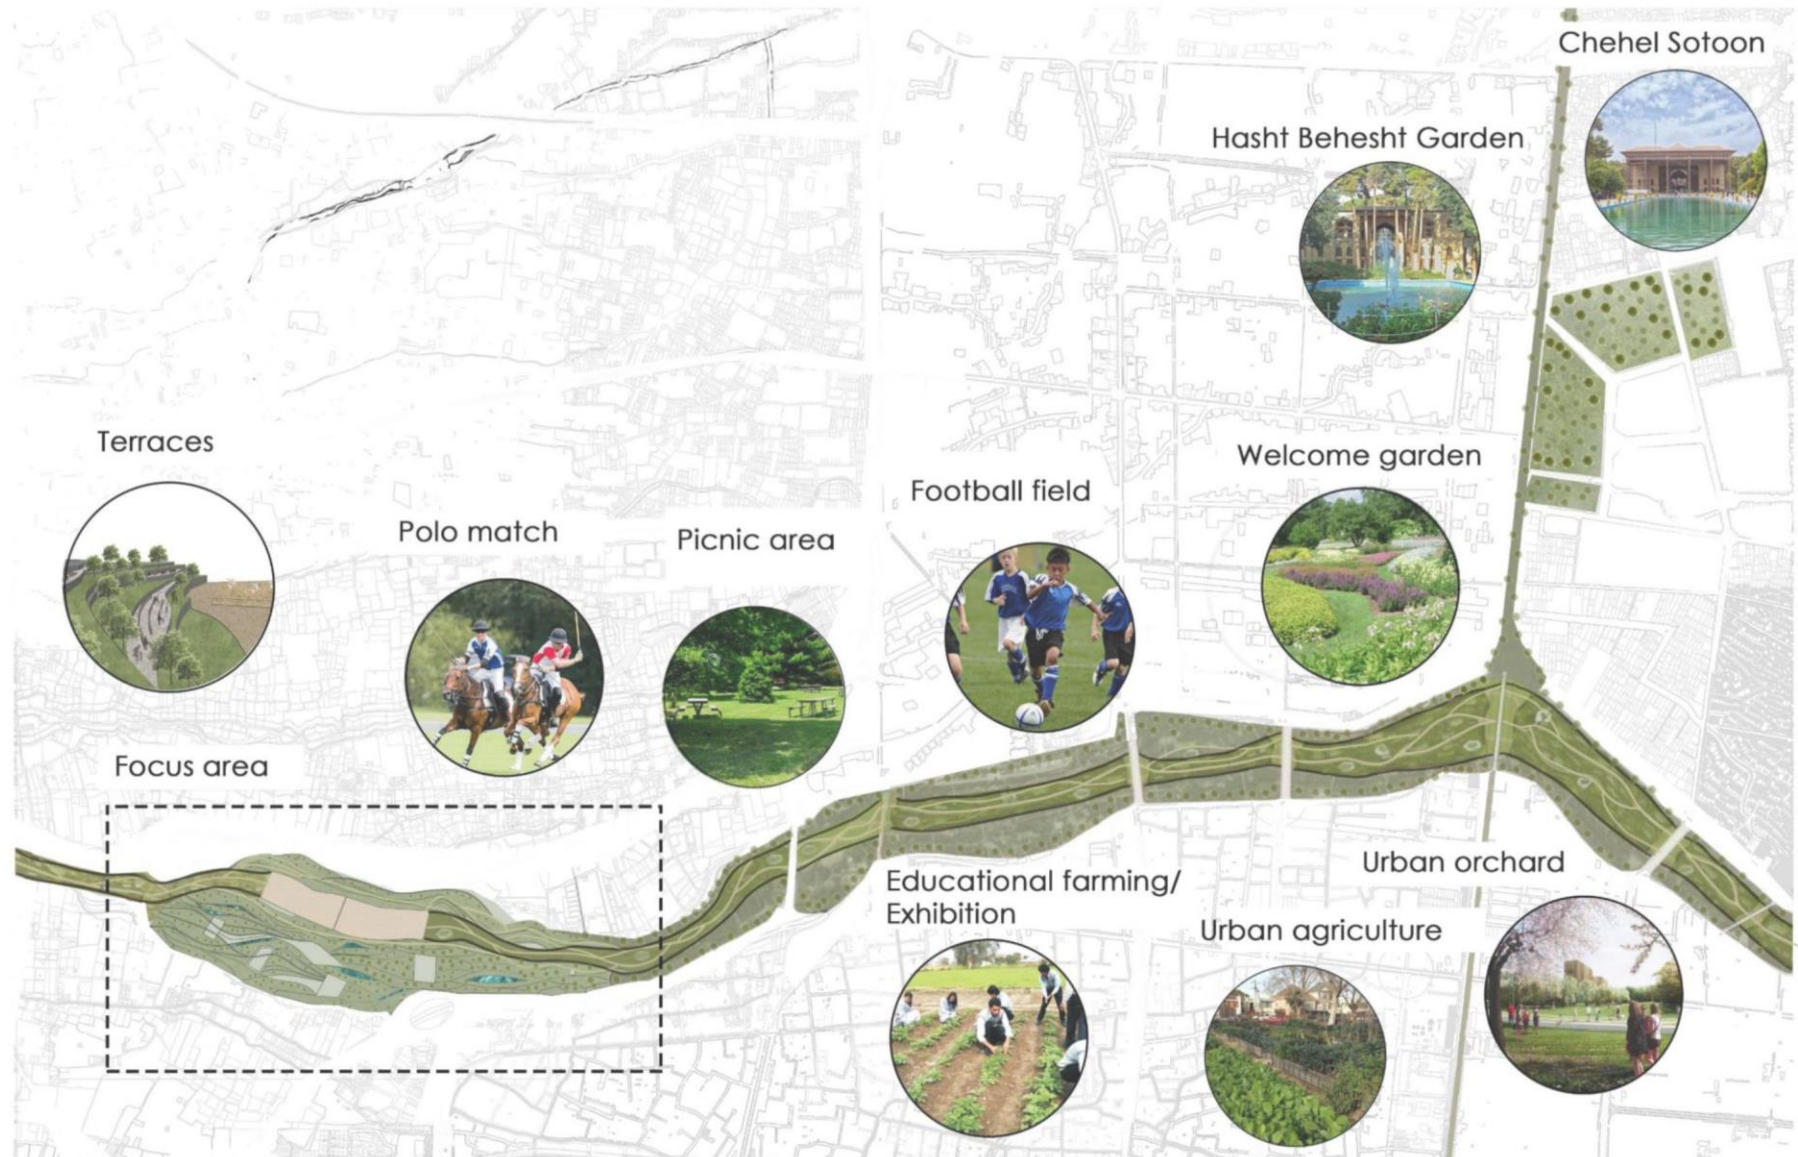 Chehel Sotoon
Hasht Behesht Garden
Terraces
Welcome garden
Football field
Polo match
Picnic area
Focus area
Urban orchard
Educational farming/
Exhibition
Urban agriculture